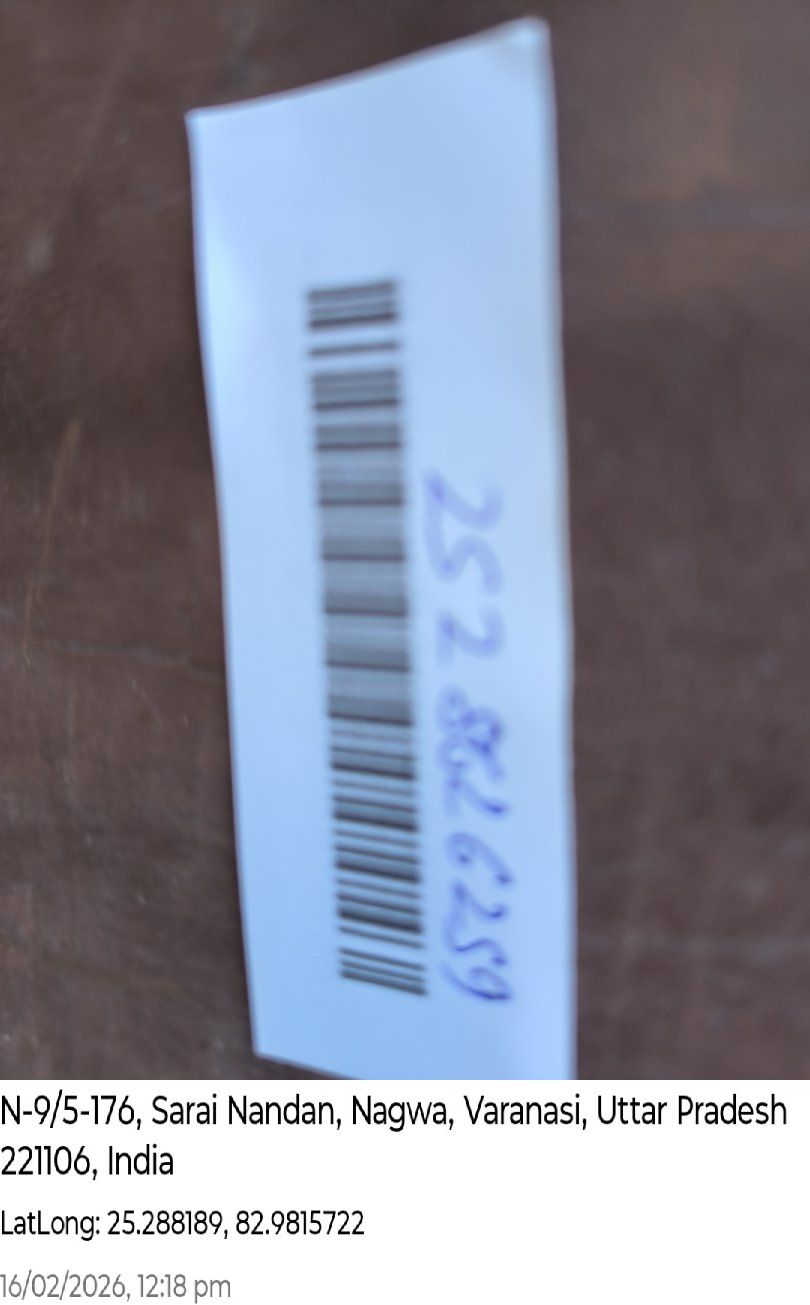 2528626259
N-9/5-176, Sarai Nandan, Nagwa, Varanasi, Uttar Pradesh
221106, India
LatLong: 25.288189, 82.9815722
16/02/2026, 12:18 pm